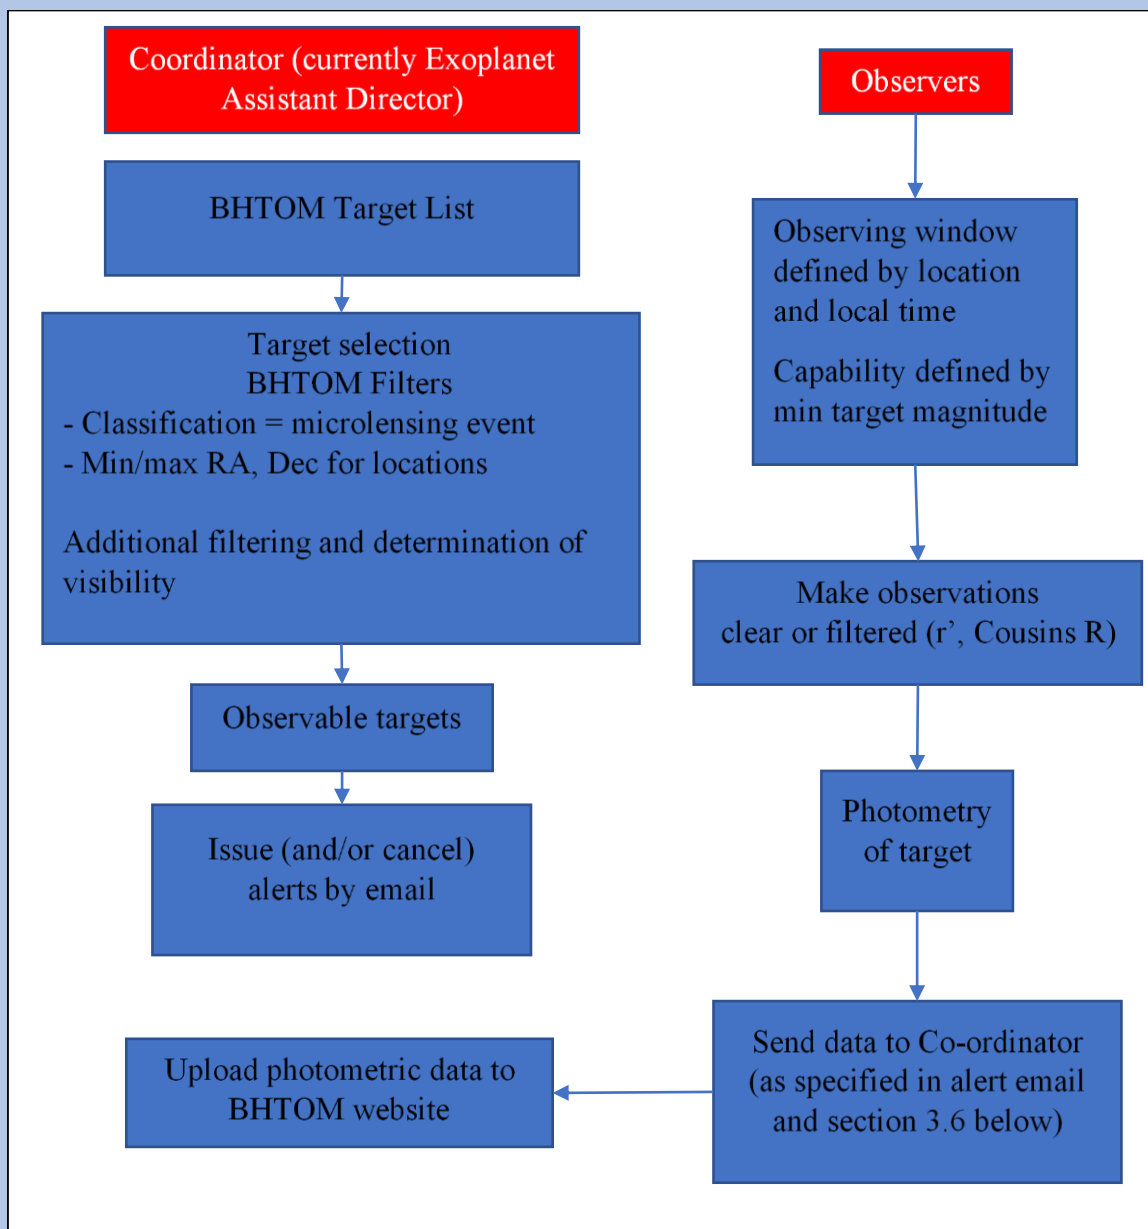 Coordinator (currently Exoplanet
Assistant Director)
BHTOM Target List
Target selection
BHTOM Filters
- Classification = microlensing event
- Min/max RA, Dec for locations
Additional filtering and determination of
visibility
Observable targets
Issue (and/or cancel)
alerts by email
Upload photometric data to
BHTOM website
Observers
Observing window
defined by location
and local time
Capability defined by
min target magnitude
Make observations
clear or filtered (r’, Cousins R)
Photometry
of target
Send data to Co-ordinator
(as specified in alert email
and section 3.6 below)